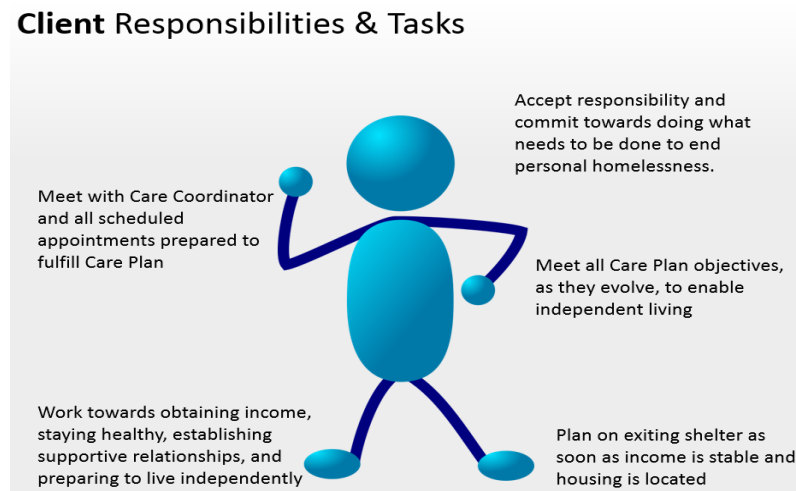 Client Responsibilities & Tasks
Accept responsibility and
commit towards doing what
needs to be done to end
personal homelessness.
Meet with Care Coordinator
and all scheduled
appointments prepared to
fulfill Care Plan
Meet all Care Plan objectives,
as they evolve, to enable
independent living
Work towards obtaining income,
staying healthy, establishing
supportive relationships, and
preparing to live independently
Plan on exiting shelter as
soon as income is stable and
housing is located